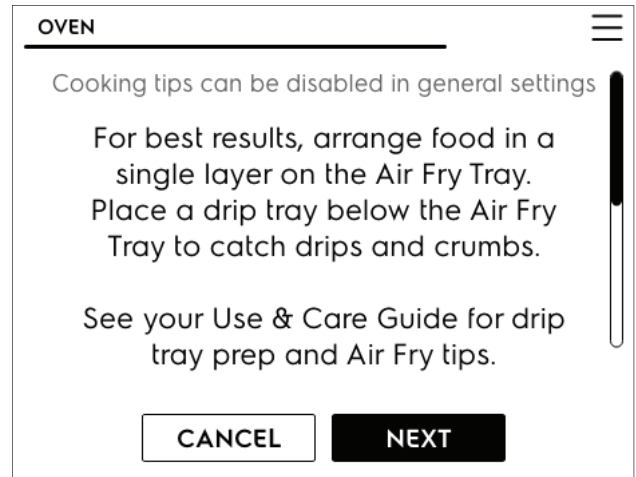 OVEN
Cooking tips can be disabled in general settings
For best results, arrange food in a
single layer on the Air Fry Tray.
Place a drip tray below the Air Fry
Tray to catch drips and crumbs.
See your Use & Care Guide for drip
tray prep and Air Fry tips.
CANCEL
NEXT